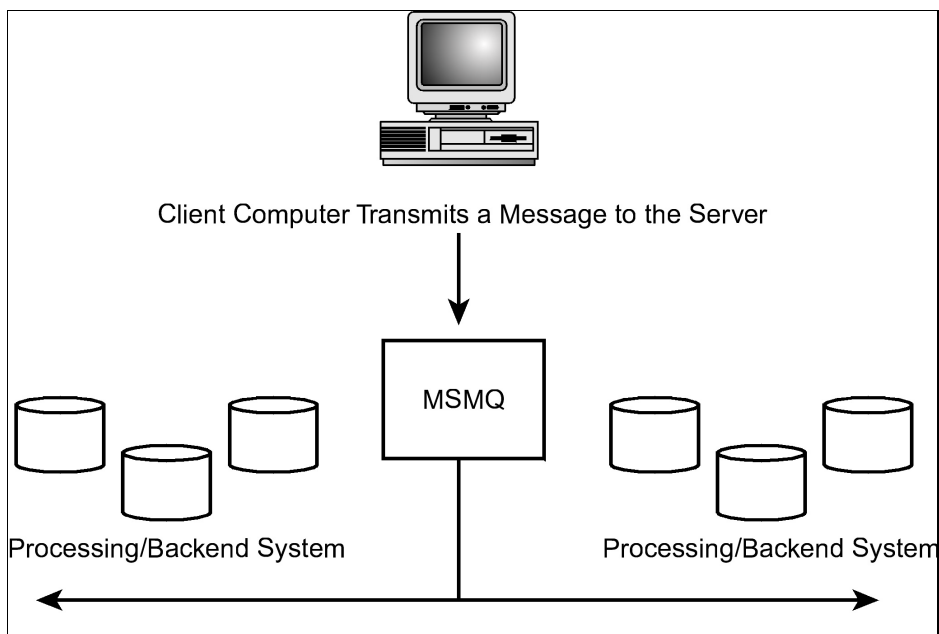 Client Computer Transmits a Message to the Server
MSMQ
Processing/Backend System
Processing/Backend System